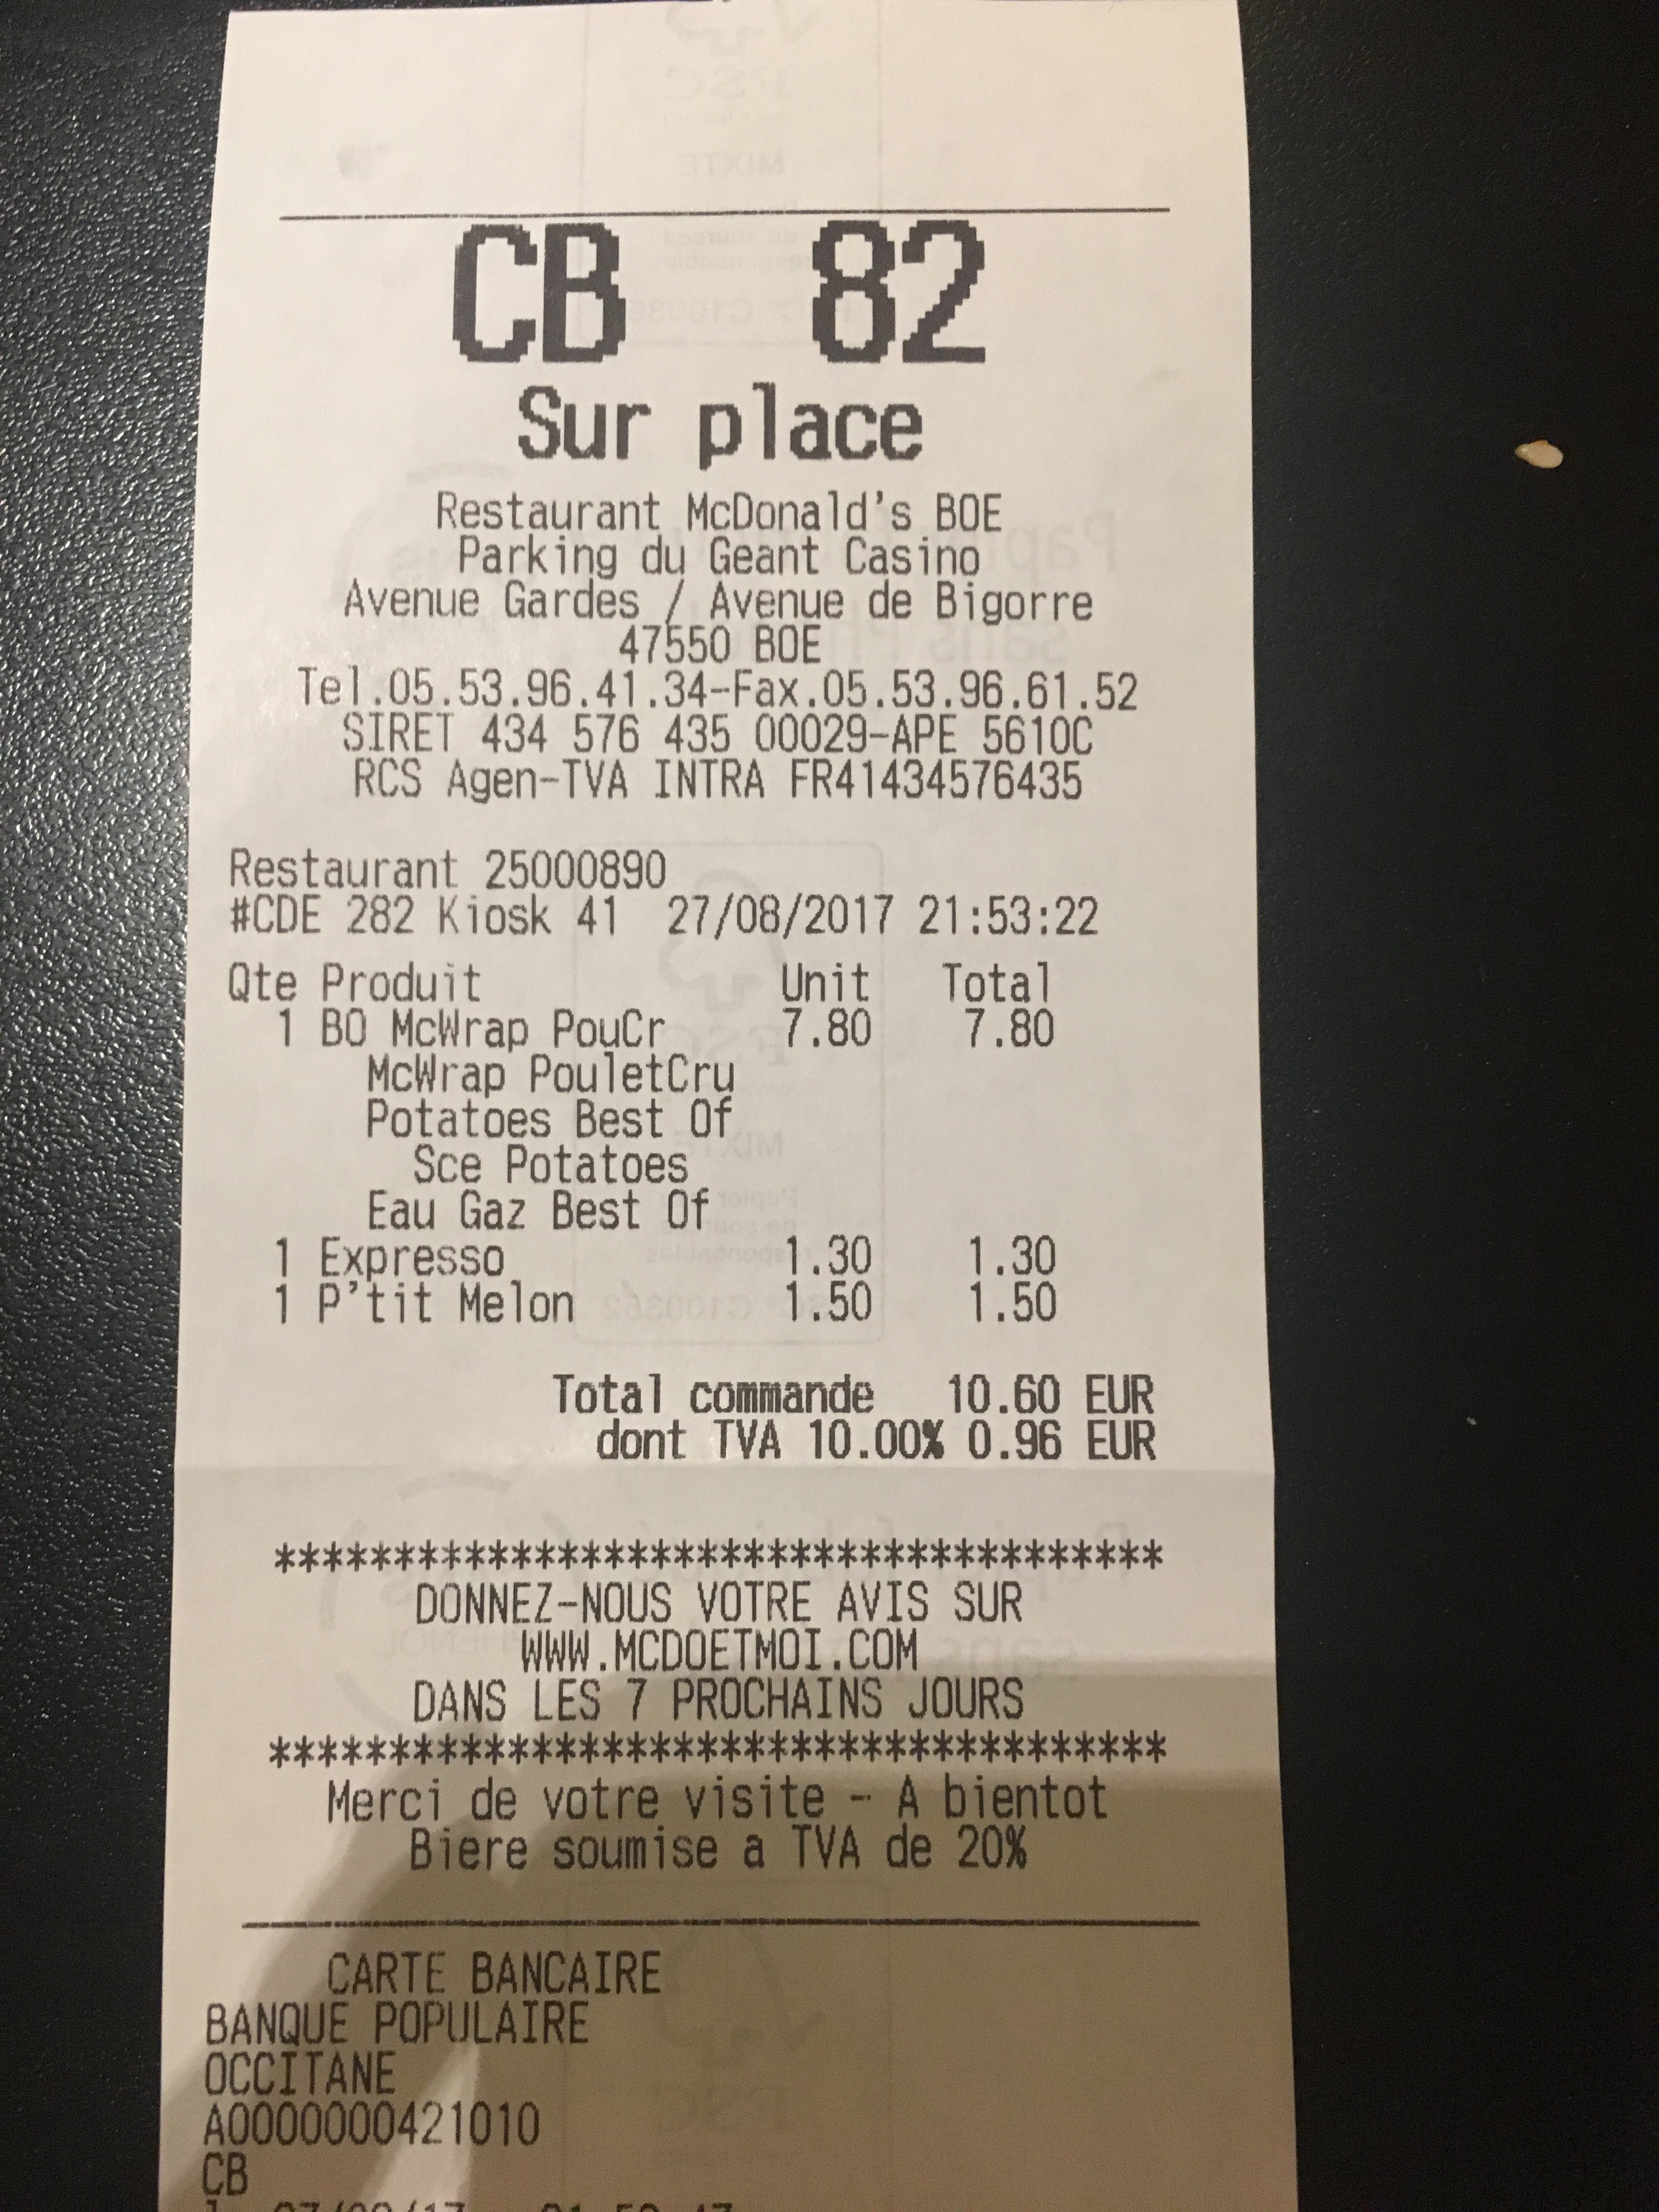 CB 82
Sur place
Restaurant McDonald's BOE
Parking du Geant Casino
Avenue Gardes / Avenue de Bigorre
47550 BOE
Tel.05.53.96.41.34-Fax.05.53.96.61.52
SIRET 434 576 435 00029-APE 5610C
RCS Agen-TVA INTRA FR41434576435
Restaurant 25000890
#CDE 282 Kiosk 41 27/08/2017 21:53:22
Qte Produit Unit Total
1 BO McWrap PouCr 7.80 7.80
McWrap PouletCru
Potatoes Best Of
Sce Potatoes
Eau Gaz Best Of
1 Expresso 1.30 1.30
1 P'tit Melon 1.50 1.50
Total commande 10.60 EUR
dont TVA 10.00% 0.96 EUR
**************************************
DONNEZ-NOUS VOTRE AVIS SUR
WWW.MCDOETMOI.COM
DANS LES 7 PROCHAINS JOURS
**************************************
Merci de votre visite - A bientot
Biere soumise a TVA de 20%
CARTE BANCAIRE
BANQUE POPULAIRE
OCCITANE
A0000000421010
CB